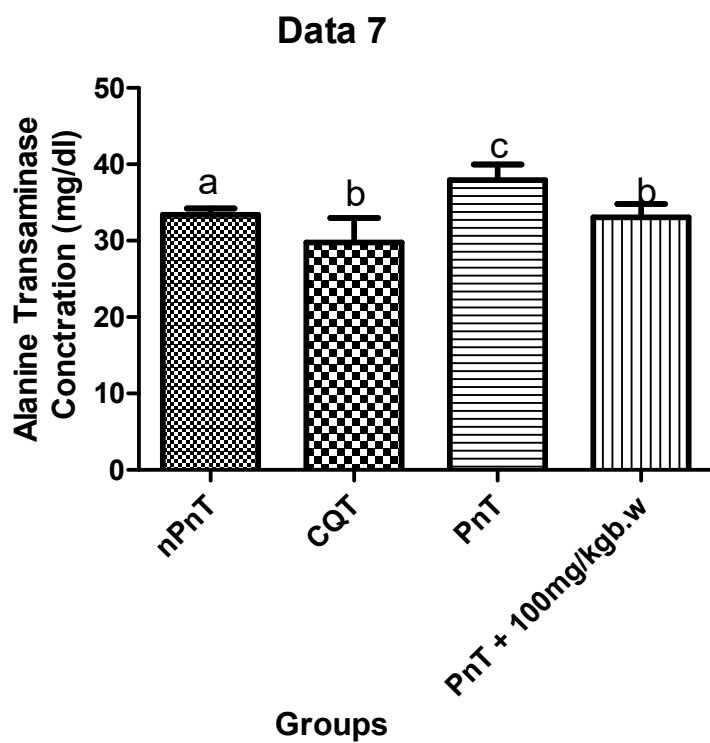 Data 7
Alanine Transaminase
Conctration (mg/dl)
50
40
30
20
10
0
a
b
c
b
nPnT
CQT
PnT
PnT + 100mg/kgb.w
Groups